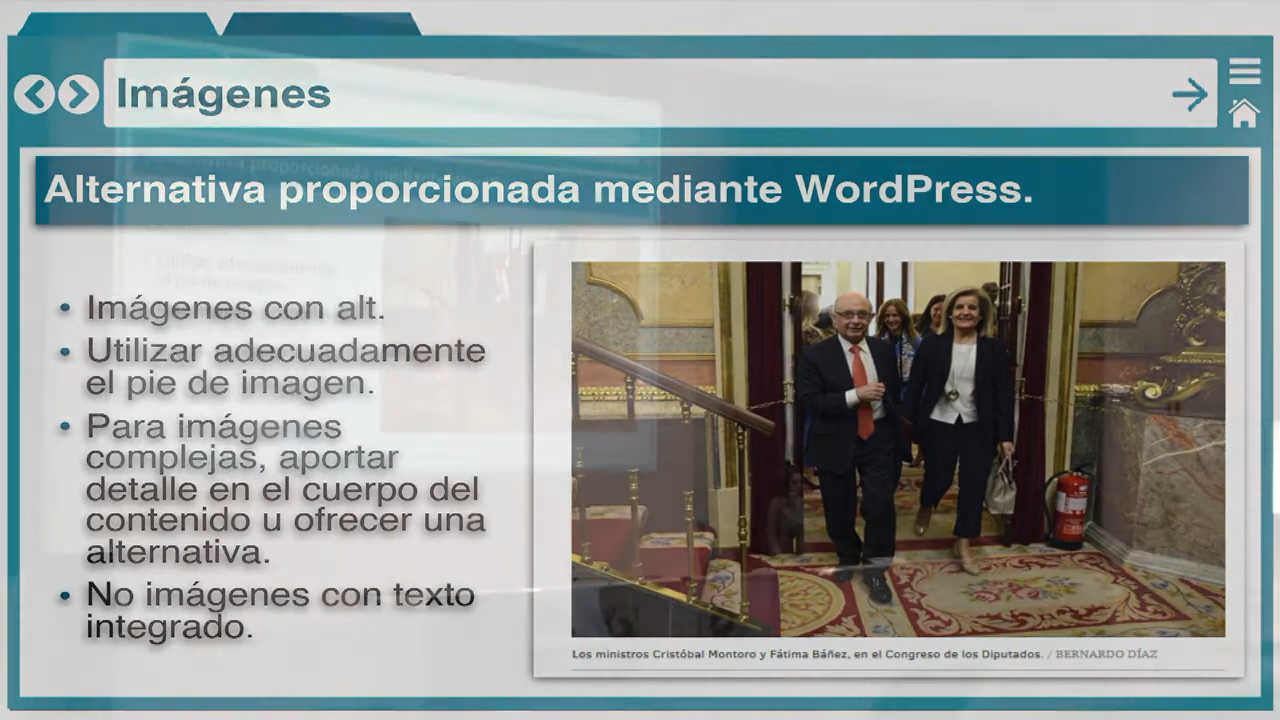 Imágenes
Alternativa proporcionada mediante WordPress.
• Imágenes con alt.
• Utilizar adecuadamente
el pie de imagen.
• Para imágenes
complejas, aportar
detalle en el cuerpo del
contenido u ofrecer una
alternativa.
• No imágenes con texto
integrado.
Los ministros Cristóbal Montoro y Fátima Báñez, en el Congreso de los Diputados. / BERNARDO DÍAZ